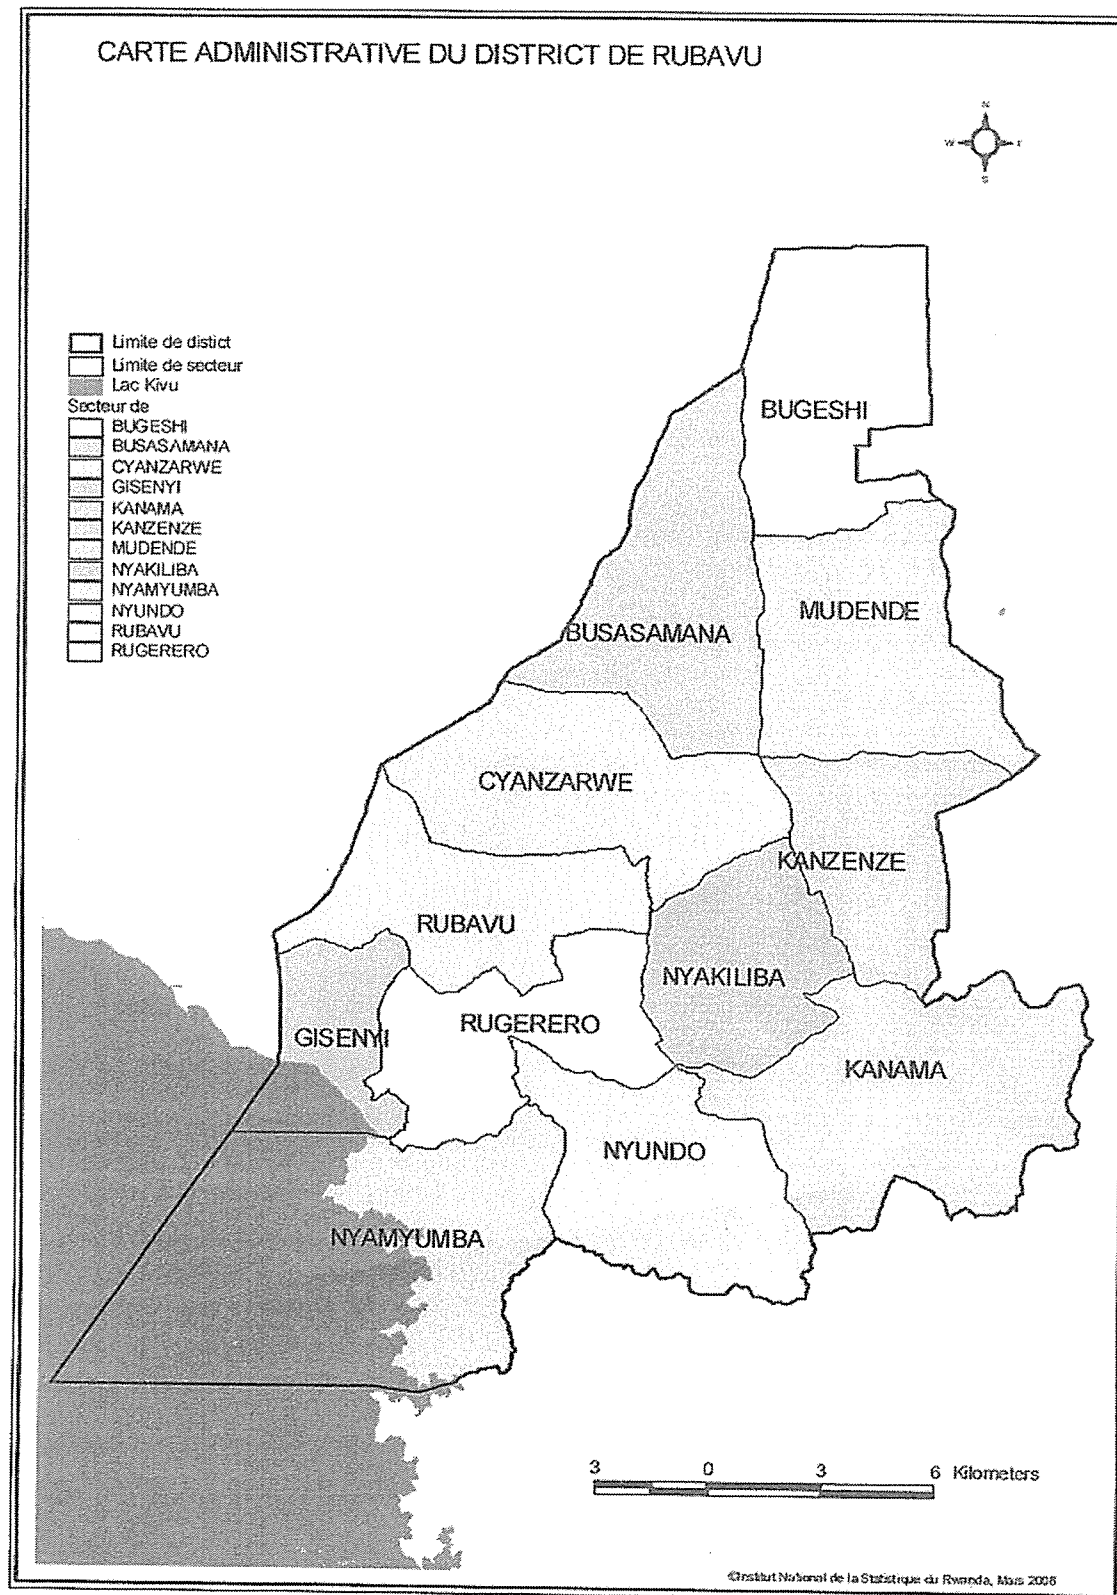 CARTE ADMINISTRATIVE DU DISTRICT DE RUBAVU
N
W
E
S
Limite de distict
Limite de secteur
Lac Kivu
Secteur de
BUGESHI
BUSASAMANA
CYANZARWE
GISENYI
KANAMA
KANZENZE
MUDENDE
NYAKILIBA
NYAMYUMBA
NYUNDO
RUBAVU
RUGERERO
BUGESHI
MUDENDE
BUSASAMANA
CYANZARWE
KANZENZE
RUBAVU
NYAKILIBA
RUGERERO
GISENYI
KANAMA
NYUNDO
NYAMYUMBA
3 0 3 6 Kilometers
©Institut National de la Statistique du Rwanda, Mars 2006